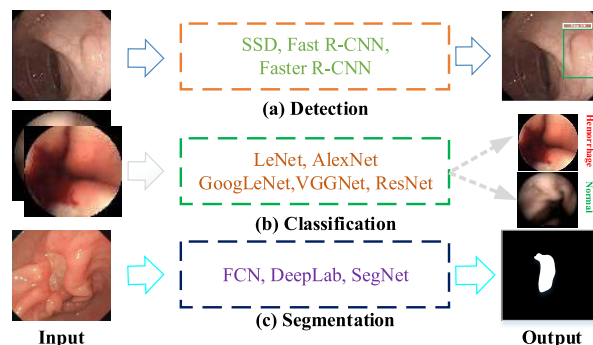 SSD, Fast R-CNN,
Faster R-CNN
(a) Detection
LeNet, AlexNet
GoogLeNet,VGGNet, ResNet
Hemorrhage
Normal
(b) Classification
FCN, DeepLab, SegNet
(c) Segmentation
Input
Output